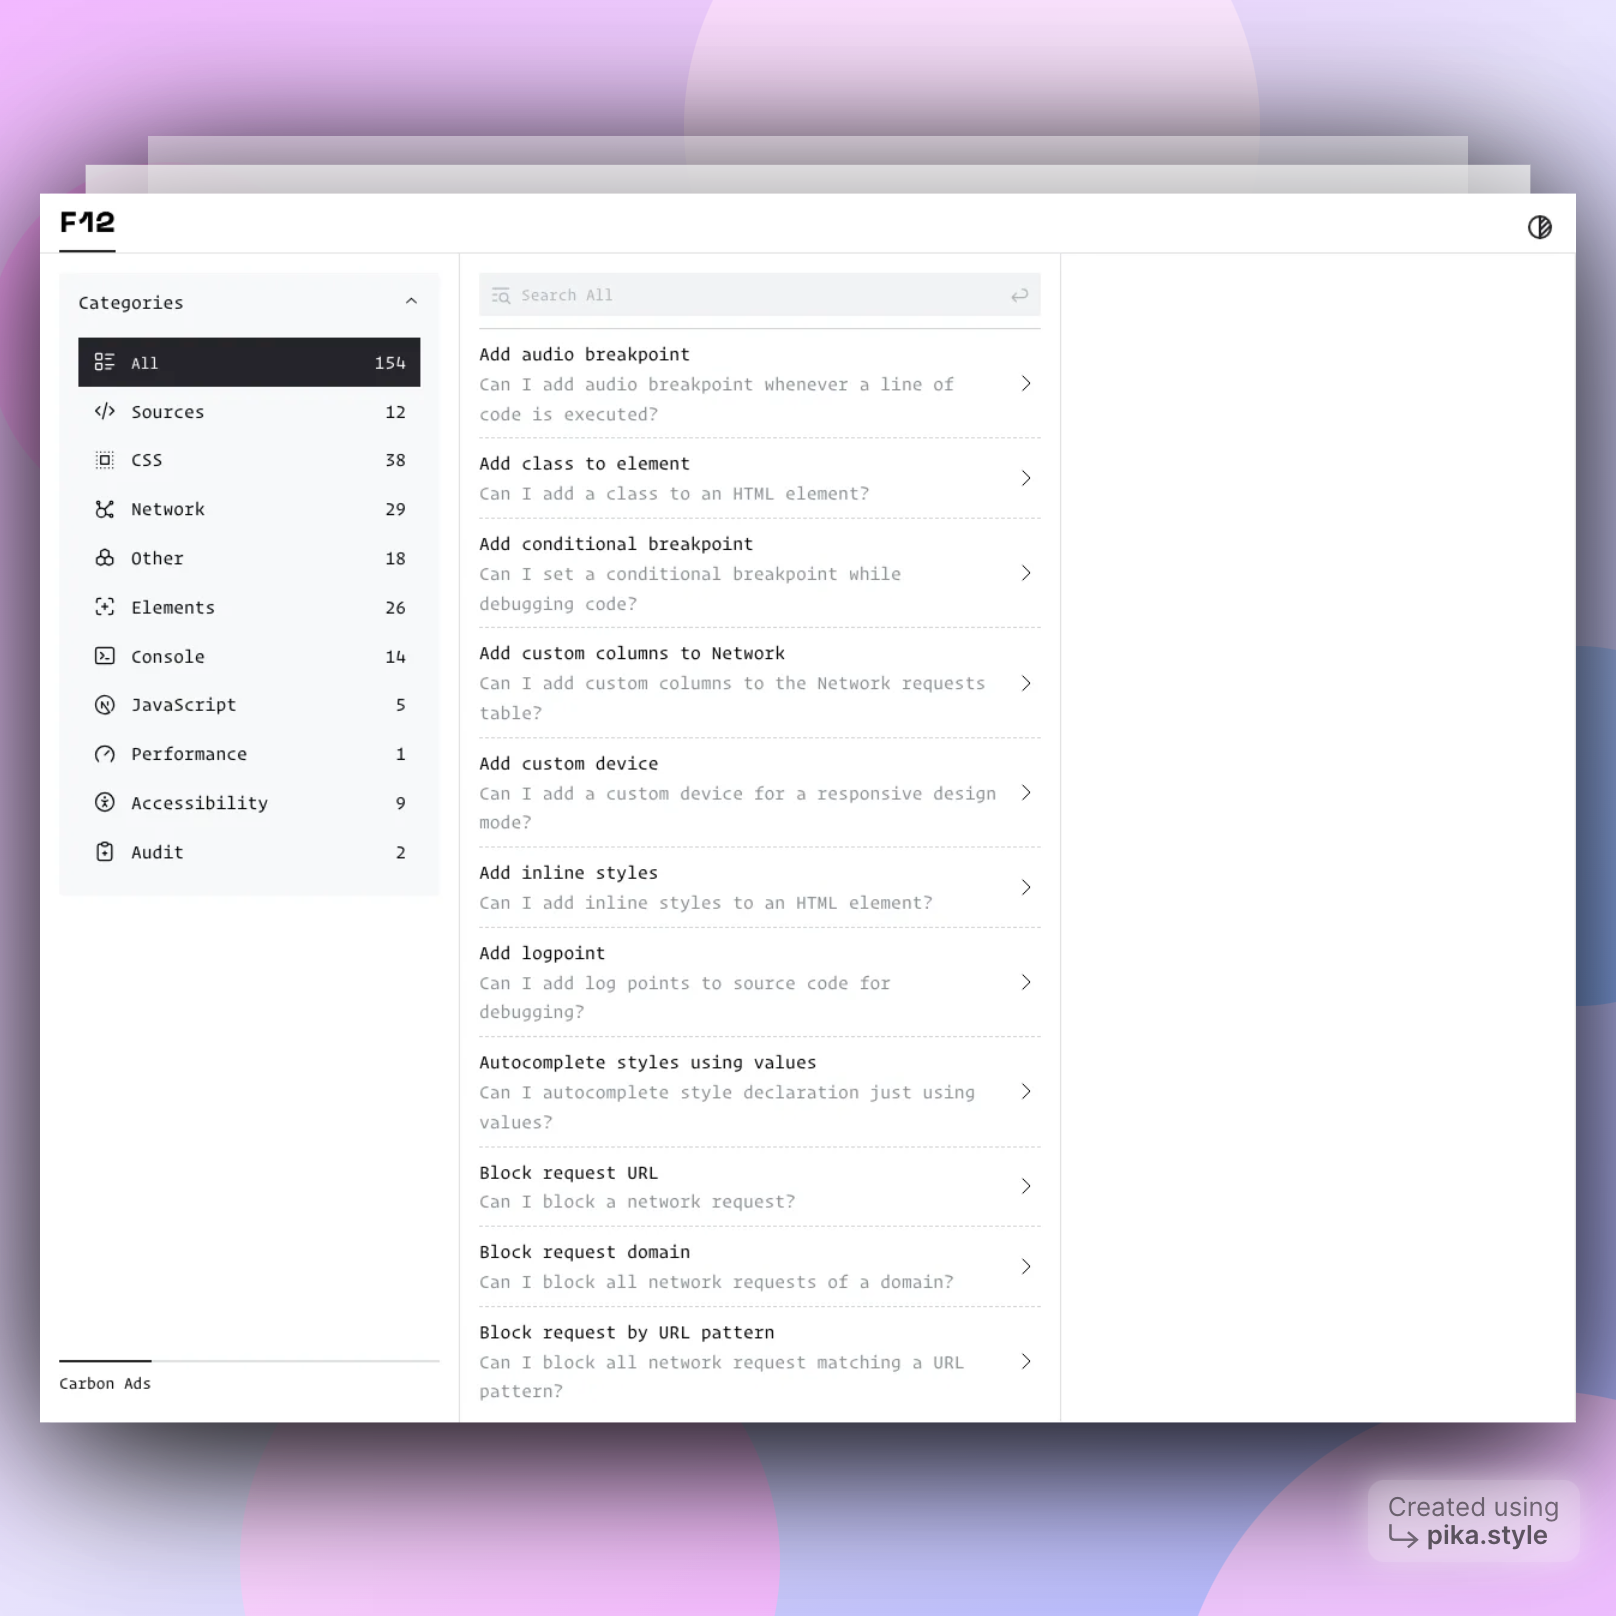 F12
Categories
All 154
Sources 12
CSS 38
Network 29
Other 18
Elements 26
Console 14
JavaScript 5
Performance 1
Accessibility 9
Audit 2
Carbon Ads
Search All
Add audio breakpoint
Can I add audio breakpoint whenever a line of
code is executed?
Add class to element
Can I add a class to an HTML element?
Add conditional breakpoint
Can I set a conditional breakpoint while
debugging code?
Add custom columns to Network
Can I add custom columns to the Network requests
table?
Add custom device
Can I add a custom device for a responsive design
mode?
Add inline styles
Can I add inline styles to an HTML element?
Add logpoint
Can I add log points to source code for
debugging?
Autocomplete styles using values
Can I autocomplete style declaration just using
values?
Block request URL
Can I block a network request?
Block request domain
Can I block all network requests of a domain?
Block request by URL pattern
Can I block all network request matching a URL
pattern?
Created using
pika.style